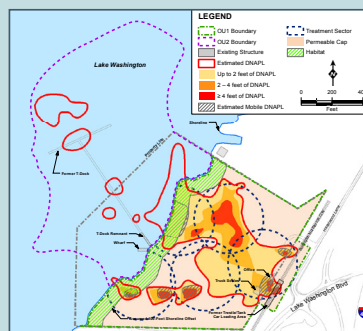 LEGEND
OU1 Boundary
OU2 Boundary
Existing Structure
Estimated DNAPL
Up to 2 feet of DNAPL
2 – 4 feet of DNAPL
≥ 4 feet of DNAPL
Estimated Mobile DNAPL
Treatment Sector
Permeable Cap
Habitat
0 200 400
Feet
Lake Washington
Shoreline
Former T-Dock
T-Dock Remnant
Wharf
Office
Lake Washington Blvd